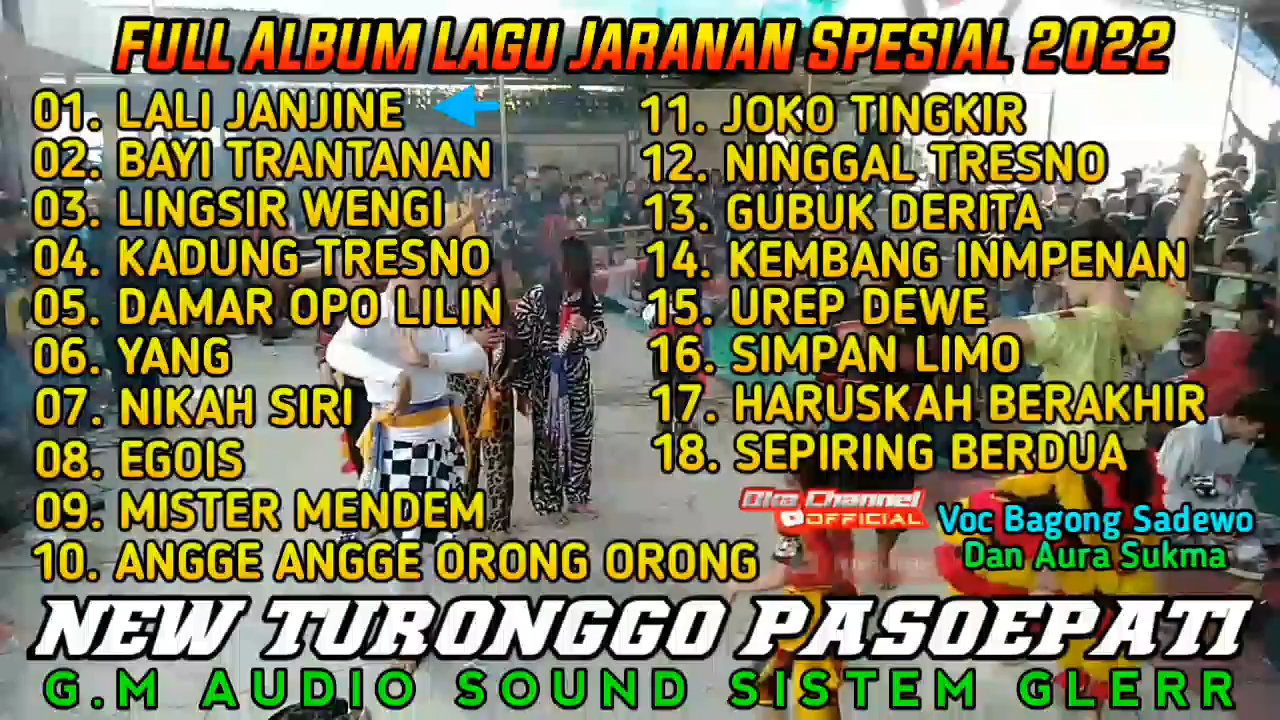 FULL ALBUM LAGU JARANAN SPESIAL 2022
01. LALI JANJINE
02. BAYI TRANTANAN
03. LINGSIR WENGI
04. KADUNG TRESNO
05. DAMAR OPO LILIN
06. YANG
07. NIKAH SIRI
08. EGOIS
09. MISTER MENDEM
10. ANGGE ANGGE ORONG ORONG
11. JOKO TINGKIR
12. NINGGAL TRESNO
13. GUBUK DERITA
14. KEMBANG INMPENAN
15. UREP DEWE
16. SIMPAN LIMO
17. HARUSKAH BERAKHIR
18. SEPIRING BERDUA
Channel
OFFICIAL
Voc Bagong Sadewo
Dan Aura Sukma
NEW TURONGGO PASOEPATI
G.M AUDIO SOUND SISTEM GLERR